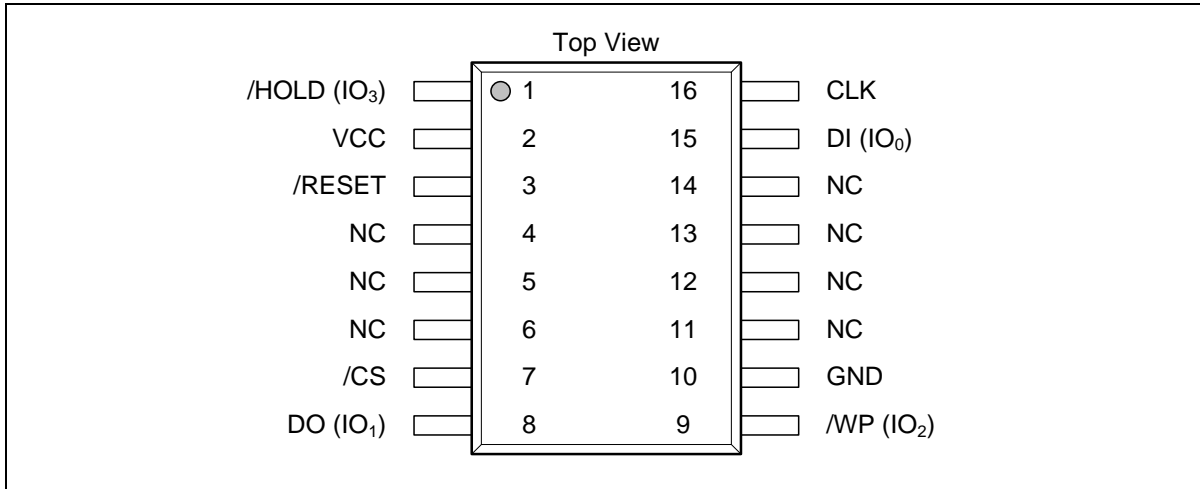 Top View
/HOLD (IO₃) 1 16 CLK
VCC 2 15 DI (IO₀)
/RESET 3 14 NC
NC 4 13 NC
NC 5 12 NC
NC 6 11 NC
/CS 7 10 GND
DO (IO₁) 8 9 /WP (IO₂)